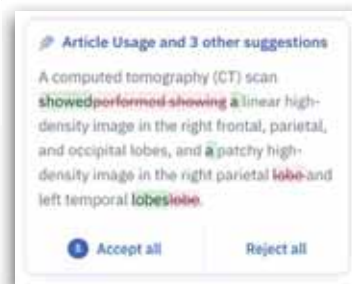 Article Usage and 3 other suggestions
A computed tomography (CT) scan
showedperformed showing a linear high-
density image in the right frontal, parietal,
and occipital lobes, and a patchy high-
density image in the right parietal lobe and
left temporal lobeslobe.
Accept all
Reject all